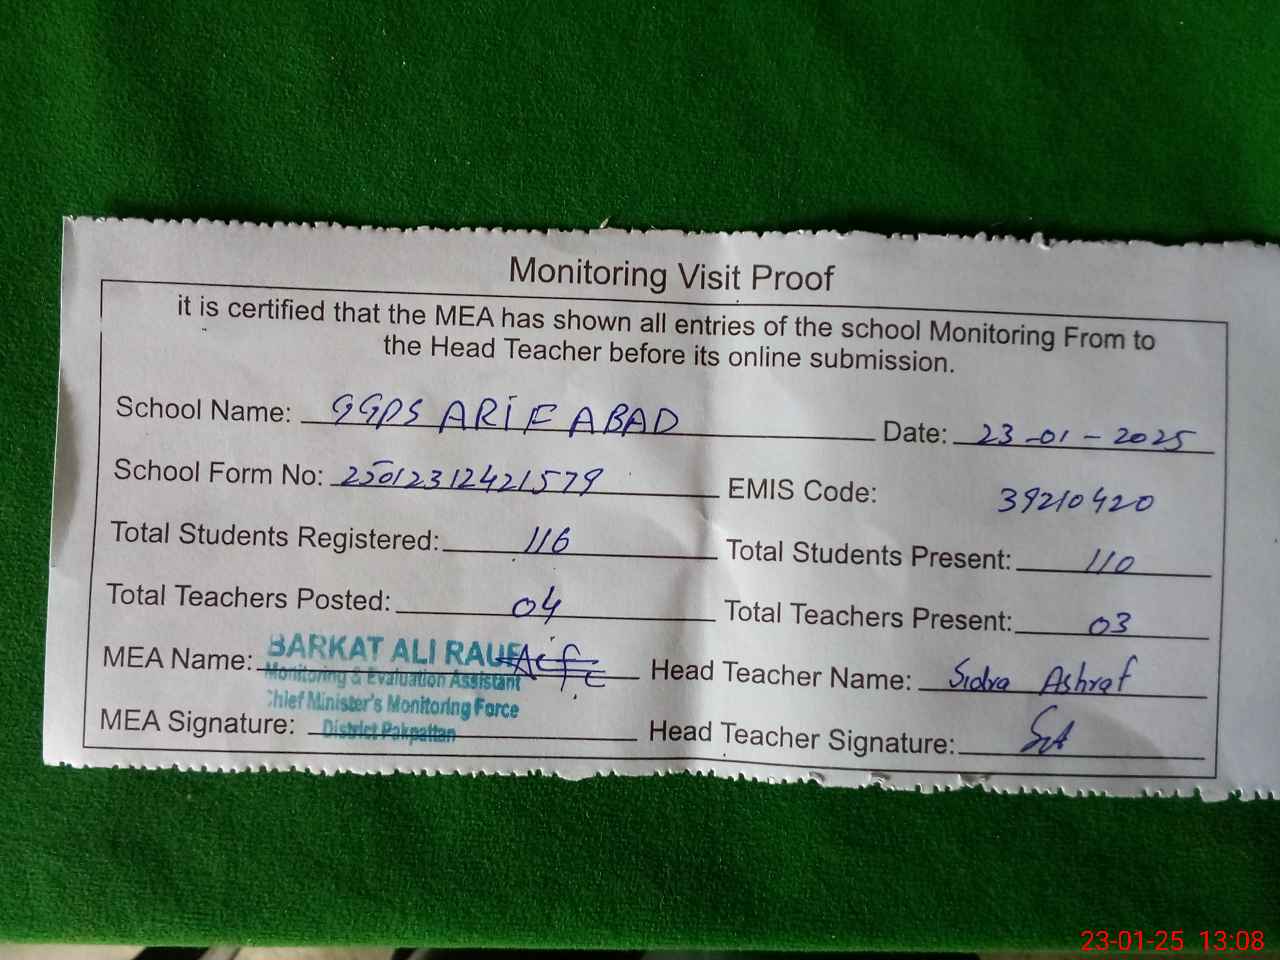 Monitoring Visit Proof
it is certified that the MEA has shown all entries of the school Monitoring From to
the Head Teacher before its online submission.
School Name: GGPS ARIF ABAD Date: 23-01-2025
School Form No: 25012312421579 EMIS Code: 39210420
Total Students Registered: 116 Total Students Present: 110
Total Teachers Posted: 04 Total Teachers Present: 03
MEA Name: BARKAT ALI RAUF Head Teacher Name: Sidra Ashraf
Monitoring & Evaluation Assistant
Chief Minister's Monitoring Force
MEA Signature: District Pakpattan Head Teacher Signature:
23-01-25 13:08